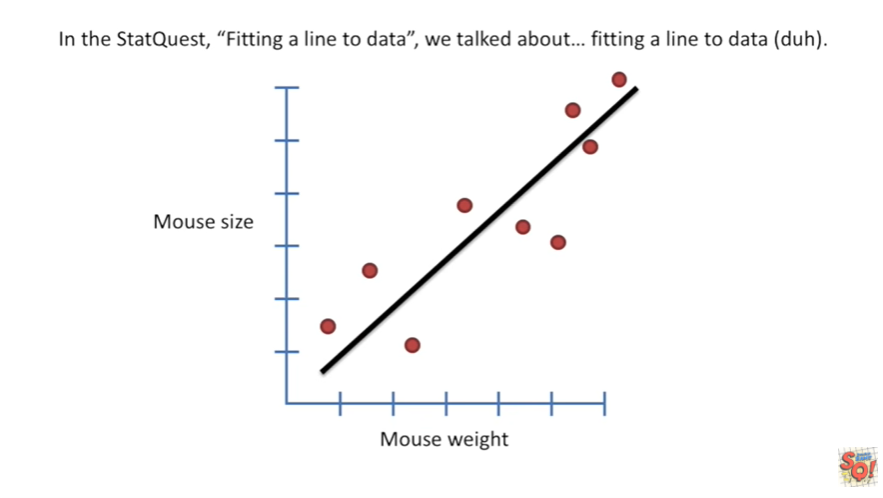 In the StatQuest, “Fitting a line to data”, we talked about... fitting a line to data (duh).
Mouse size
Mouse weight
SQ!